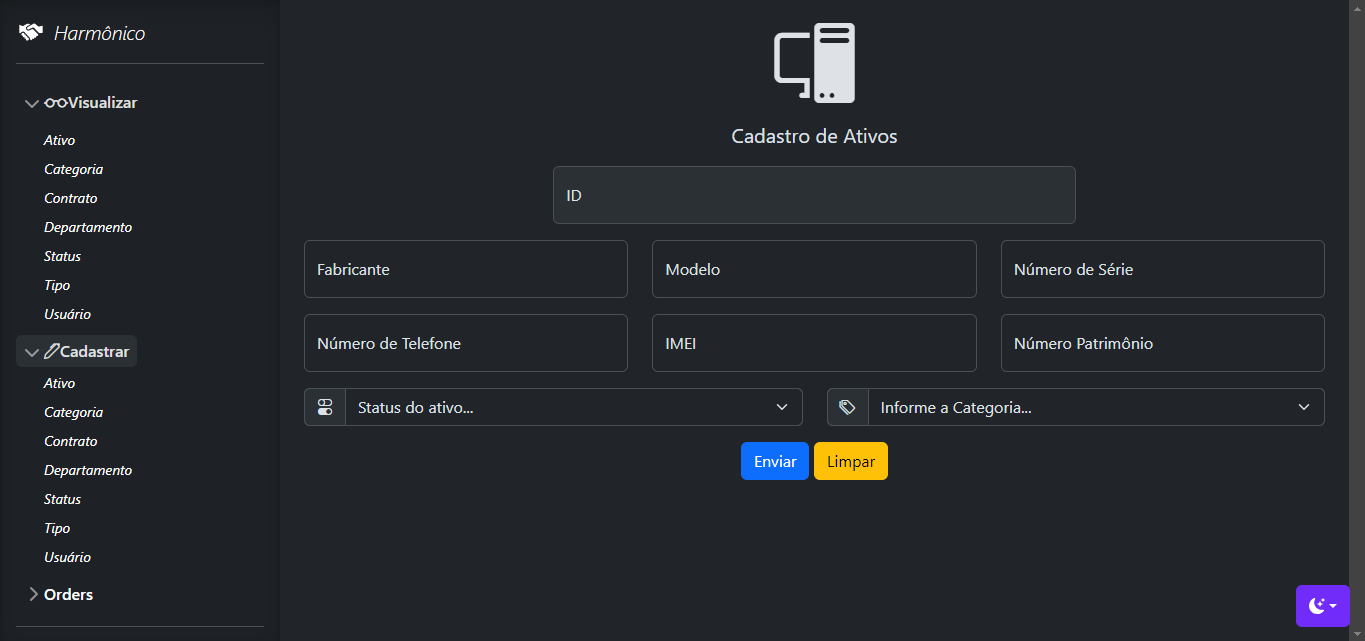 Harmônico
Visualizar
Ativo
Categoria
Contrato
Departamento
Status
Tipo
Usuário
Cadastrar
Ativo
Categoria
Contrato
Departamento
Status
Tipo
Usuário
Orders
Cadastro de Ativos
ID
Fabricante Modelo Número de Série
Número de Telefone IMEI Número Patrimônio
Status do ativo... Informe a Categoria...
Enviar Limpar